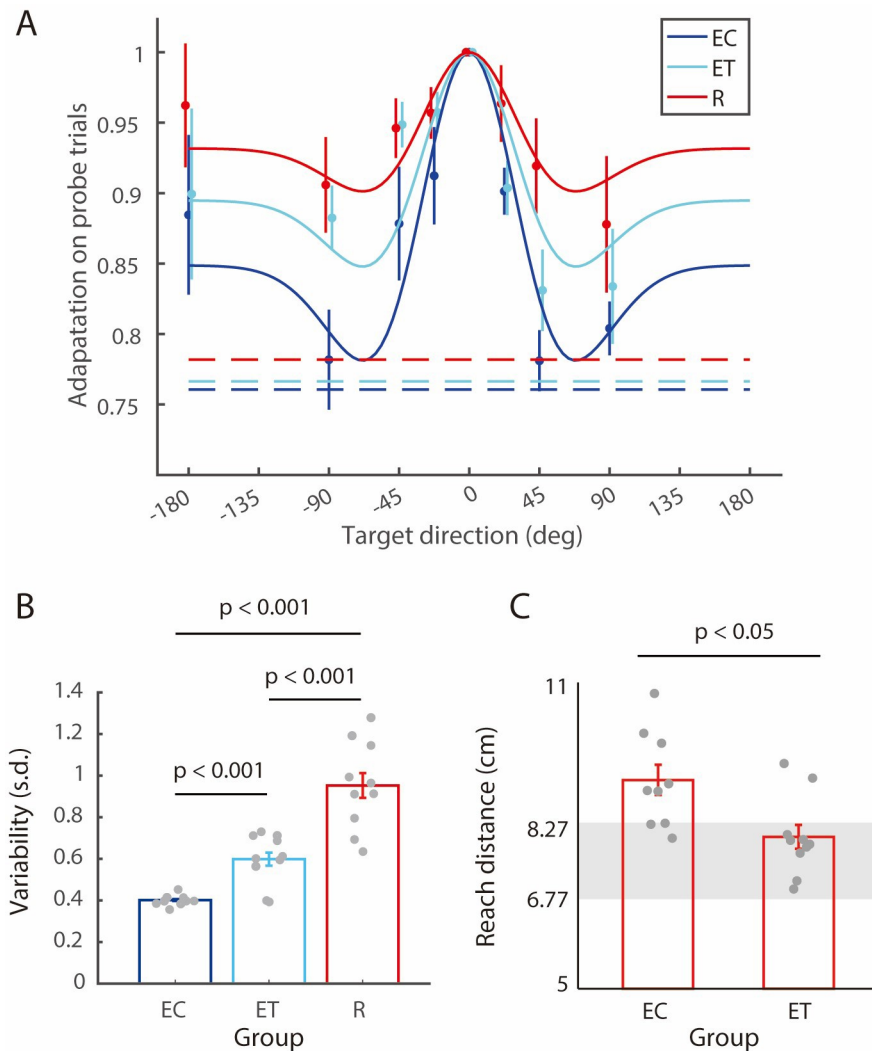 A
EC
ET
R
Adapatation on probe trials
1
0.95
0.9
0.85
0.8
0.75
-180
-135
-90
-45
0
45
90
135
180
Target direction (deg)
B
p < 0.001
p < 0.001
p < 0.001
Variability (s.d.)
1.4
1.2
1
0.8
0.6
0.4
0.2
0
EC
ET
R
Group
C
p < 0.05
Reach distance (cm)
11
8.27
6.77
5
EC
ET
Group